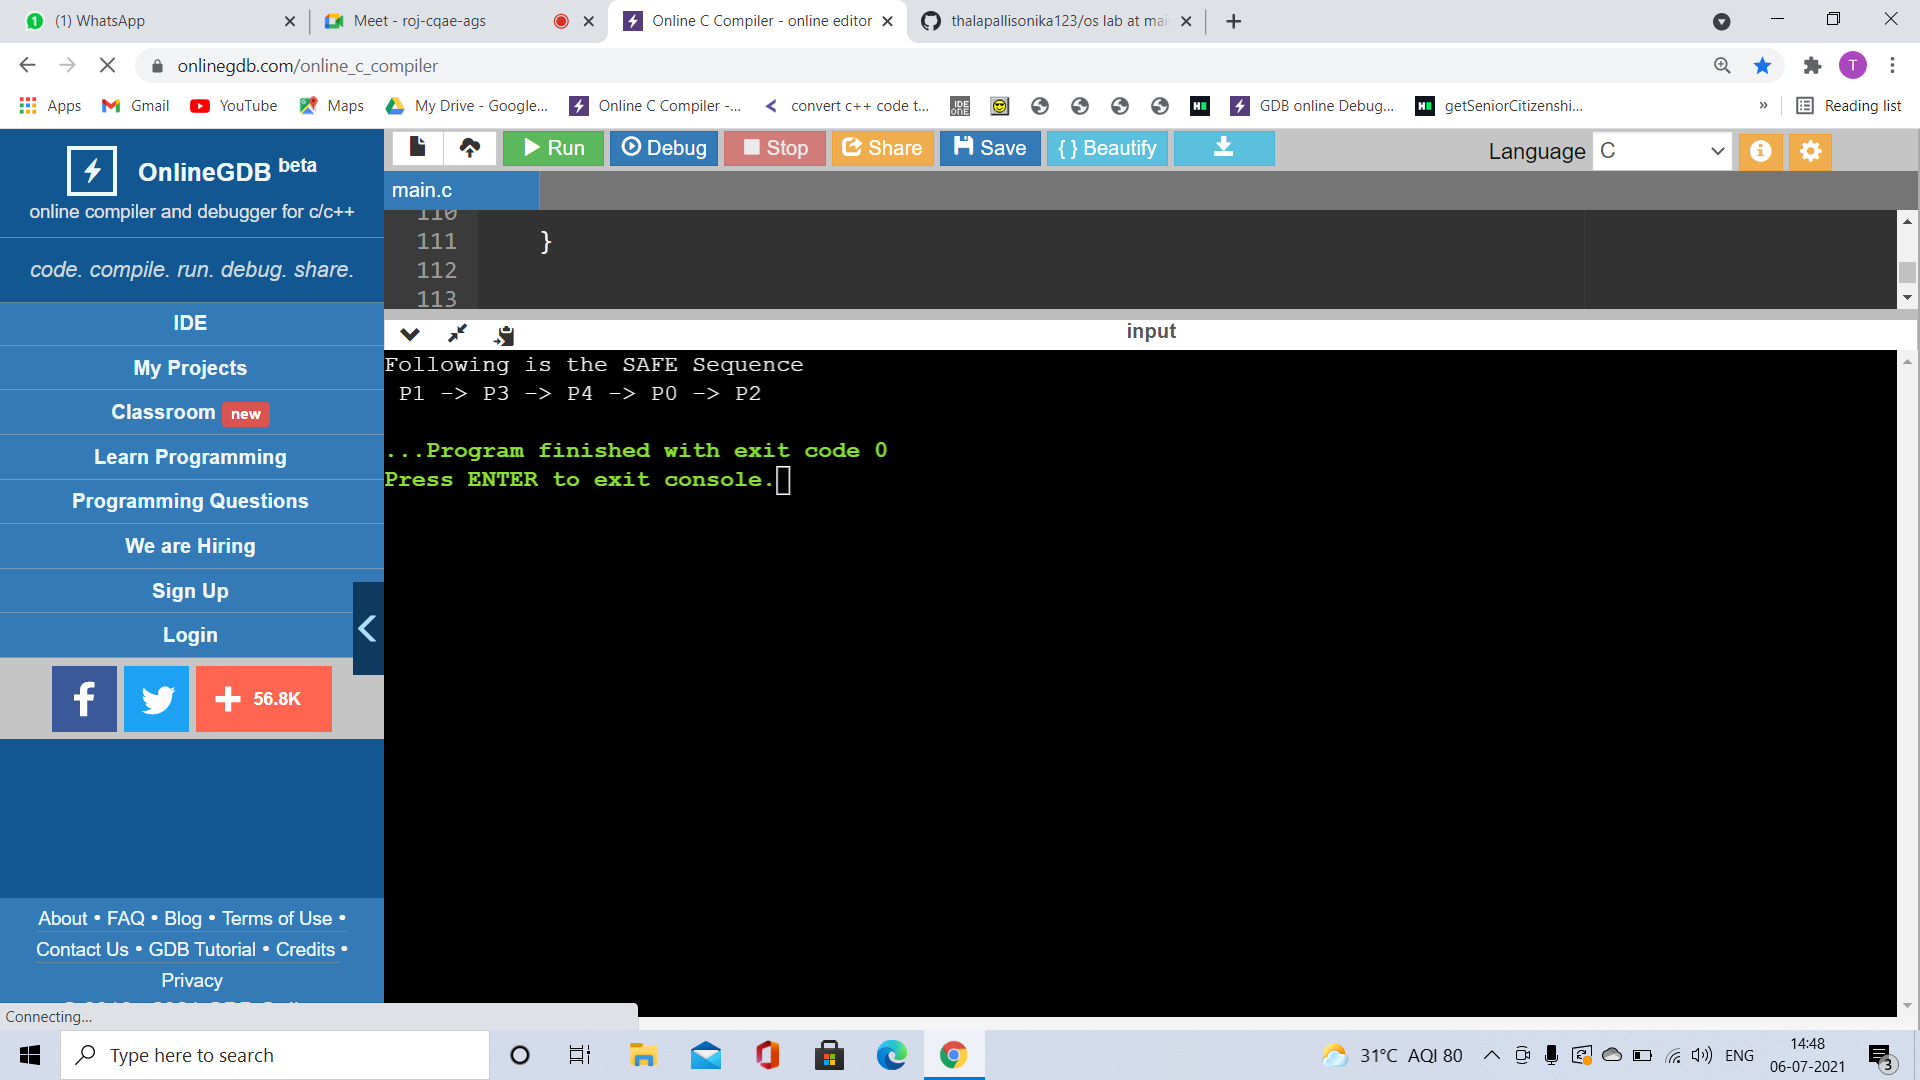 (1) WhatsApp
Meet - roj-cqae-ags
Online C Compiler - online editor
thalapallisonika123/os lab at mai
onlinegdb.com/online_c_compiler
T
Apps
Gmail
YouTube
Maps
My Drive - Google...
Online C Compiler -...
convert c++ code t...
GDB online Debug...
getSeniorCitizenshi...
»
Reading list
OnlineGDB beta
online compiler and debugger for c/c++
code. compile. run. debug. share.
IDE
My Projects
Classroom new
Learn Programming
Programming Questions
We are Hiring
Sign Up
Login
56.8K
About • FAQ • Blog • Terms of Use •
Contact Us • GDB Tutorial • Credits •
Privacy
Connecting...
Run
Debug
Stop
Share
Save
{ } Beautify
Language C
main.c
110
111 }
112
113
input
Following is the SAFE Sequence
P1 -> P3 -> P4 -> P0 -> P2
...Program finished with exit code 0
Press ENTER to exit console.
Type here to search
31°C AQI 80
ENG
14:48
06-07-2021
3